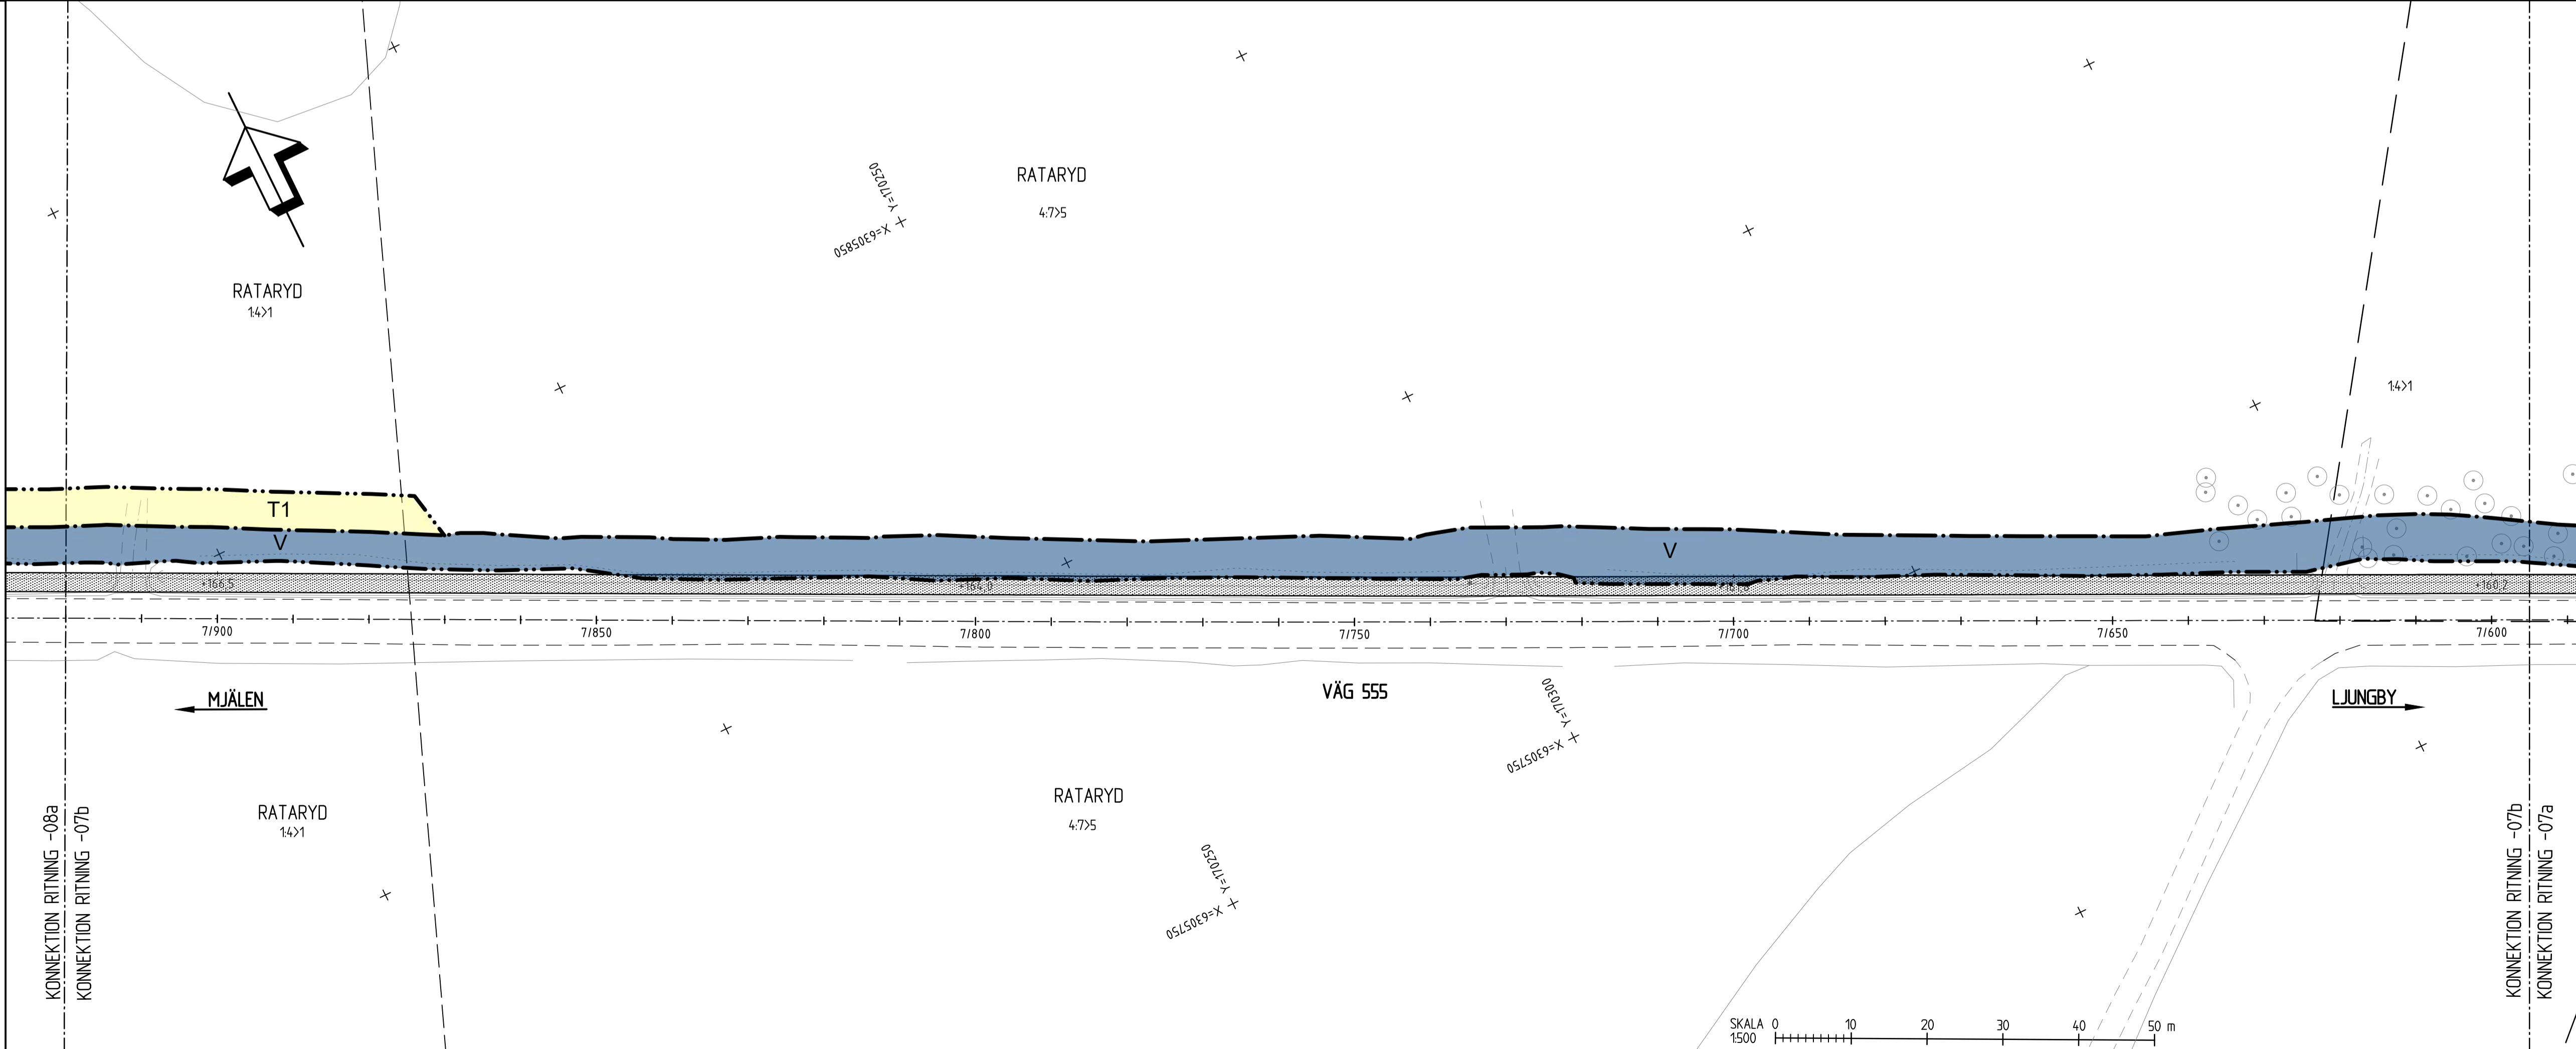 Y=170250
X=6305850
RATARYD
4:7>5
RATARYD
1:4>1
1:4>1
T1
V
V
+166,5
+164,0
+161,8
+160,2
7/900
7/850
7/800
7/750
7/700
7/650
7/600
MJÄLEN
VÄG 555
LJUNGBY
Y=170300
X=6305750
RATARYD
4:7>5
RATARYD
1:4>1
Y=170250
X=6305750
KONNEKTION RITNING -08a
KONNEKTION RITNING -07b
KONNEKTION RITNING -07b
KONNEKTION RITNING -07a
SKALA 0 10 20 30 40 50 m
1:500